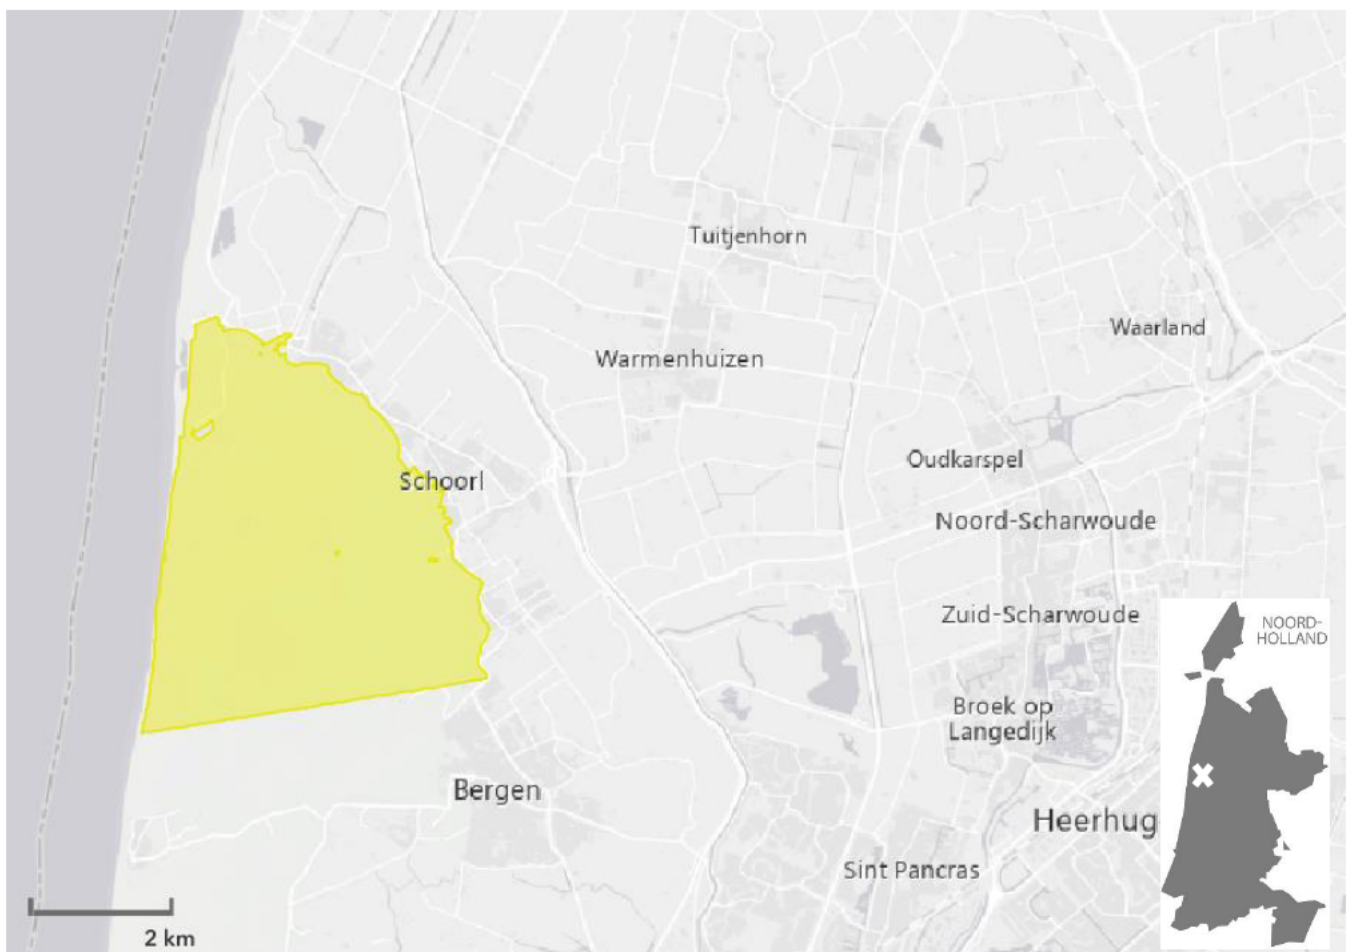 Tuitjenhorn
Waarland
Warmenhuizen
Oudkarspel
Schoorl
Noord-Scharwoude
Zuid-Scharwoude
NOORD-
HOLLAND
Broek op
Langedijk
Bergen
Heerhug
Sint Pancras
2 km